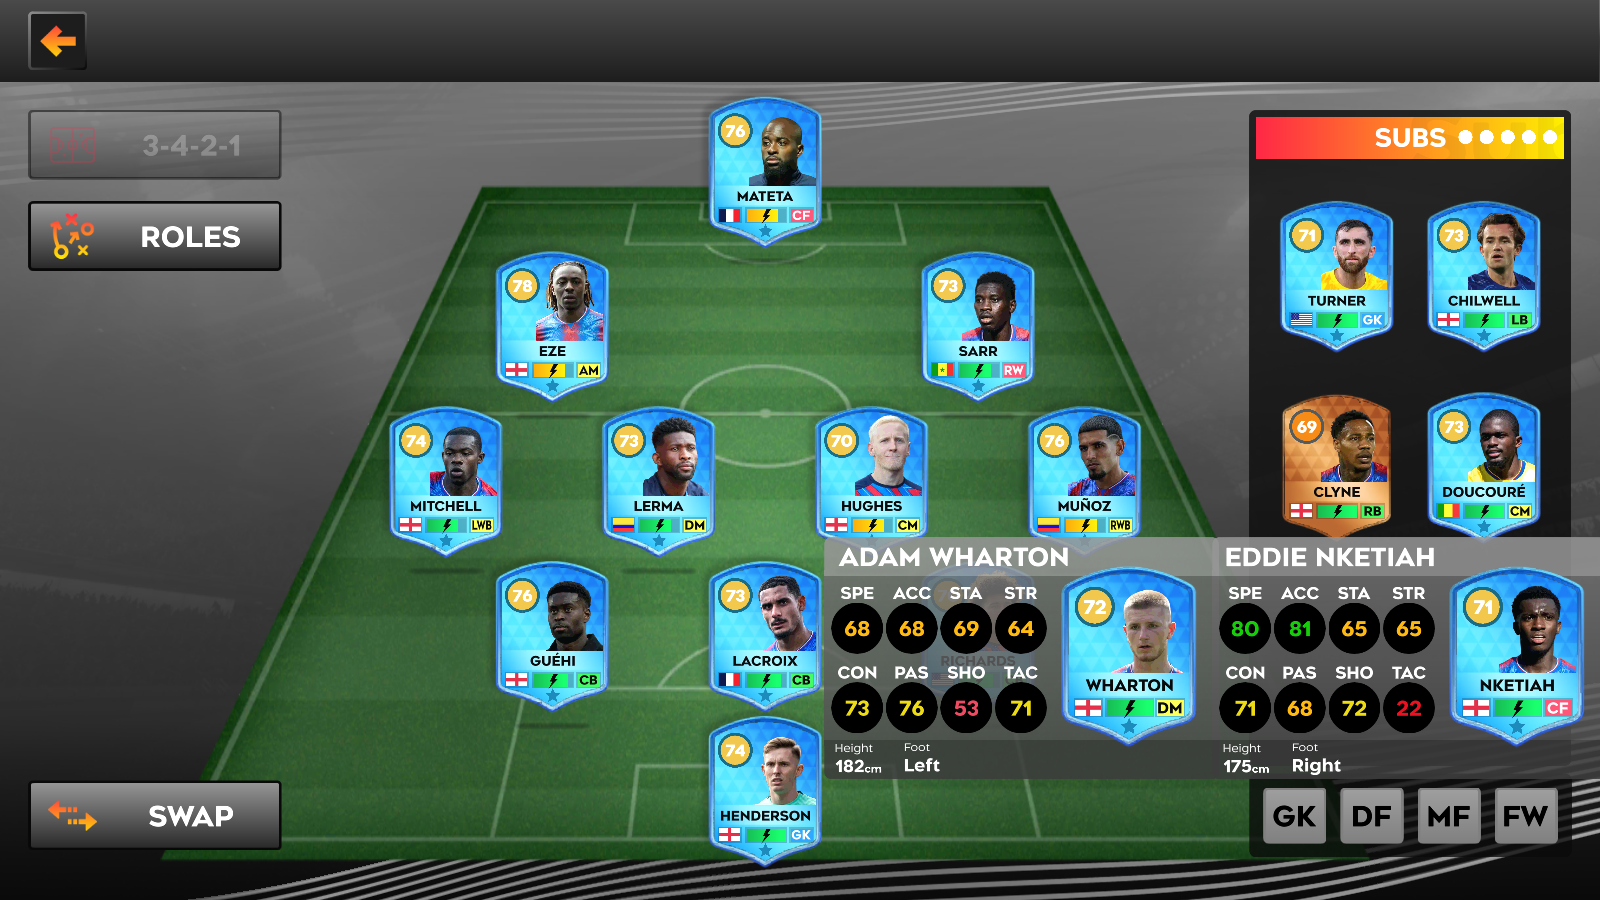 3-4-2-1
ROLES
SWAP
76
MATETA
CF
78
EZE
AM
73
SARR
RW
74
MITCHELL
LWB
73
LERMA
DM
70
HUGHES
CM
76
MUÑOZ
RWB
76
GUÉHI
CB
73
LACROIX
CB
RICHARDS
74
HENDERSON
GK
SUBS
71
TURNER
GK
73
CHILWELL
LB
69
CLYNE
RB
73
DOUCOURÉ
CM
ADAM WHARTON
SPE ACC STA STR
68 68 69 64
CON PAS SHO TAC
73 76 53 71
Height Foot
182cm Left
72
WHARTON
DM
EDDIE NKETIAH
SPE ACC STA STR
80 81 65 65
CON PAS SHO TAC
71 68 72 22
Height Foot
175cm Right
71
NKETIAH
CF
GK DF MF FW